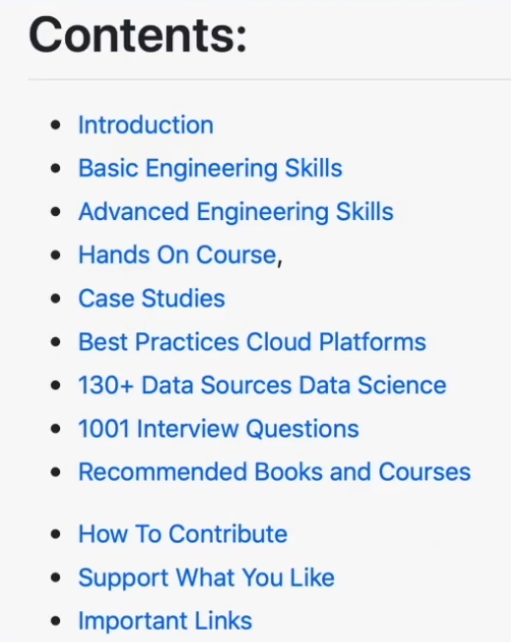 Contents:
Introduction
Basic Engineering Skills
Advanced Engineering Skills
Hands On Course,
Case Studies
Best Practices Cloud Platforms
130+ Data Sources Data Science
1001 Interview Questions
Recommended Books and Courses
How To Contribute
Support What You Like
Important Links